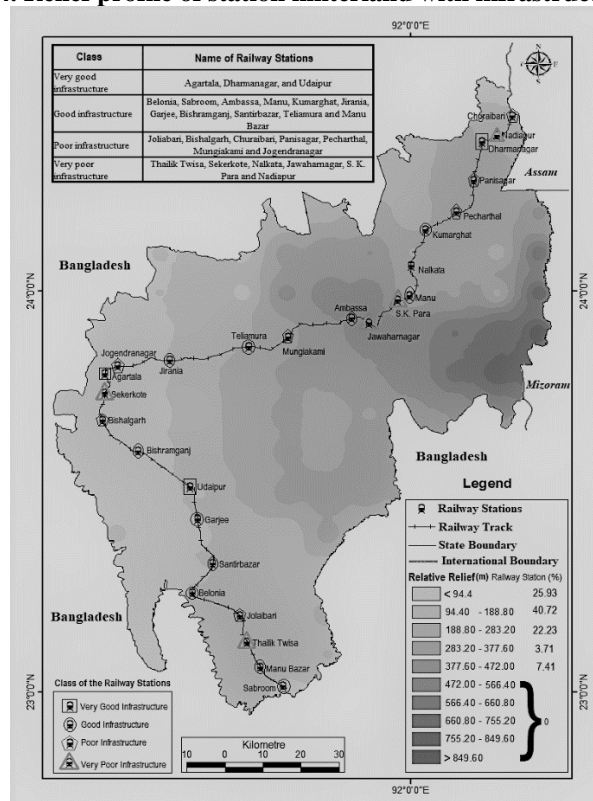 92°0'0"E
Class Name of Railway Stations
Very good infrastructure Agartala, Dharmanagar, and Udaipur
Good infrastructure Belonia, Sabroom, Ambassa, Manu, Kumarghat, Jirania,
Garjee, Bishramganj, Santirbazar, Teliamura and Manu
Bazar
Poor infrastructure Joliabari, Bishalgarh, Churaibari, Panisagar, Pecharthal,
Mungiakami and Jogendranagar
Very poor infrastructure Thailik Twisa, Sekerkote, Nalkata, Jawaharnagar, S. K.
Para and Nadiapur
N
Churaibari
Nadiapur
Dharmanagar
Assam
Panisagar
Pecharthal
Kumarghat
Bangladesh
Nalkata
24°0'0"N
24°0'0"N
Manu
S.K. Para
Ambassa
Jawaharnagar
Teliamura
Mungiakami
Jogendranagar
Jirania
Agartala
Mizoram
Sekerkote
Bishalgarh
Bishramganj
Bangladesh
Udaipur
Garjee
Santirbazar
Belonia
Bangladesh
Jolaibari
Thailik Twisa
Manu Bazar
Sabroom
23°0'0"N
23°0'0"N
Legend
Railway Stations
Railway Track
State Boundary
International Boundary
Relative Relief (m) Railway Station (%)
< 94.4 25.93
94.40 - 188.80 40.72
188.80 - 283.20 22.23
283.20 - 377.60 3.71
377.60 - 472.00 7.41
472.00 - 566.40
566.40 - 660.80
660.80 - 755.20 0
755.20 - 849.60
> 849.60
Class of the Railway Stations
Very Good Infrastructure
Good Infrastructure
Poor Infrastructure
Very Poor Infrastructure
Kilometre
10 0 10 20 30
92°0'0"E